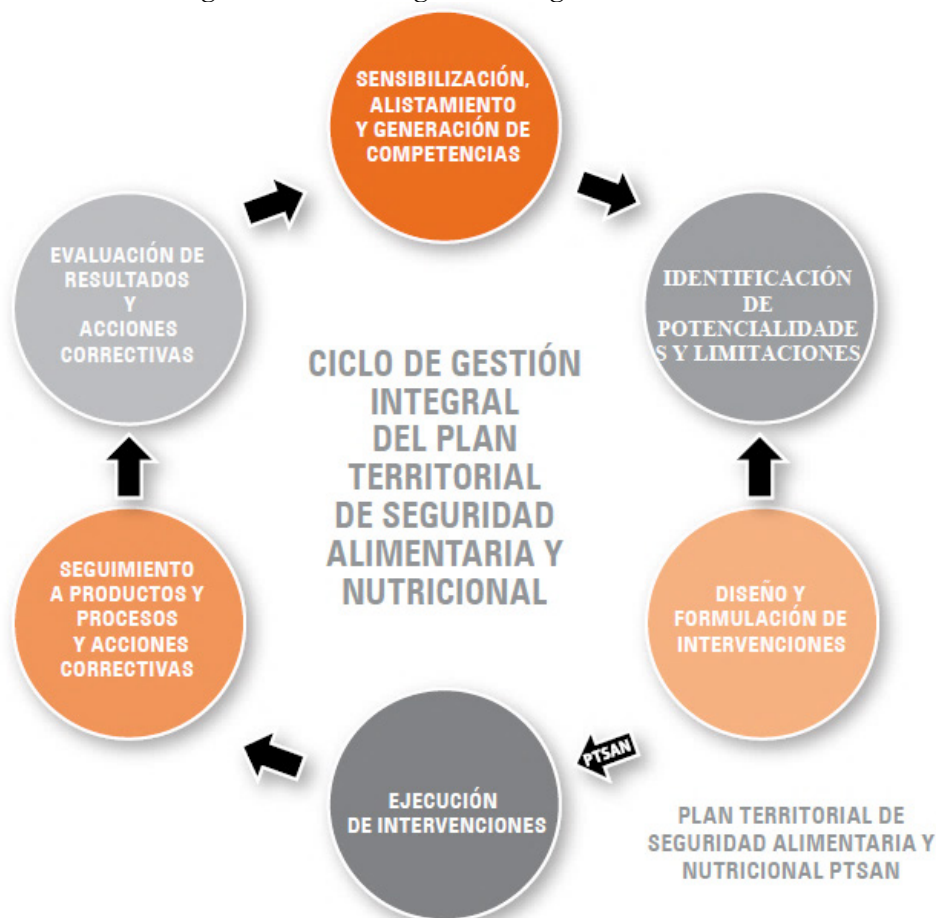 SENSIBILIZACIÓN,
ALISTAMIENTO
Y GENERACIÓN DE
COMPETENCIAS
IDENTIFICACIÓN
DE
POTENCIALIDADE
S Y LIMITACIONES
DISEÑO Y
FORMULACIÓN DE
INTERVENCIONES
PTSAN
PLAN TERRITORIAL DE
SEGURIDAD ALIMENTARIA Y
NUTRICIONAL PTSAN
EJECUCIÓN
DE INTERVENCIONES
SEGUIMIENTO
A PRODUCTOS Y
PROCESOS
Y ACCIONES
CORRECTIVAS
EVALUACIÓN DE
RESULTADOS
Y
ACCIONES
CORRECTIVAS
CICLO DE GESTIÓN
INTEGRAL
DEL PLAN
TERRITORIAL
DE SEGURIDAD
ALIMENTARIA Y
NUTRICIONAL